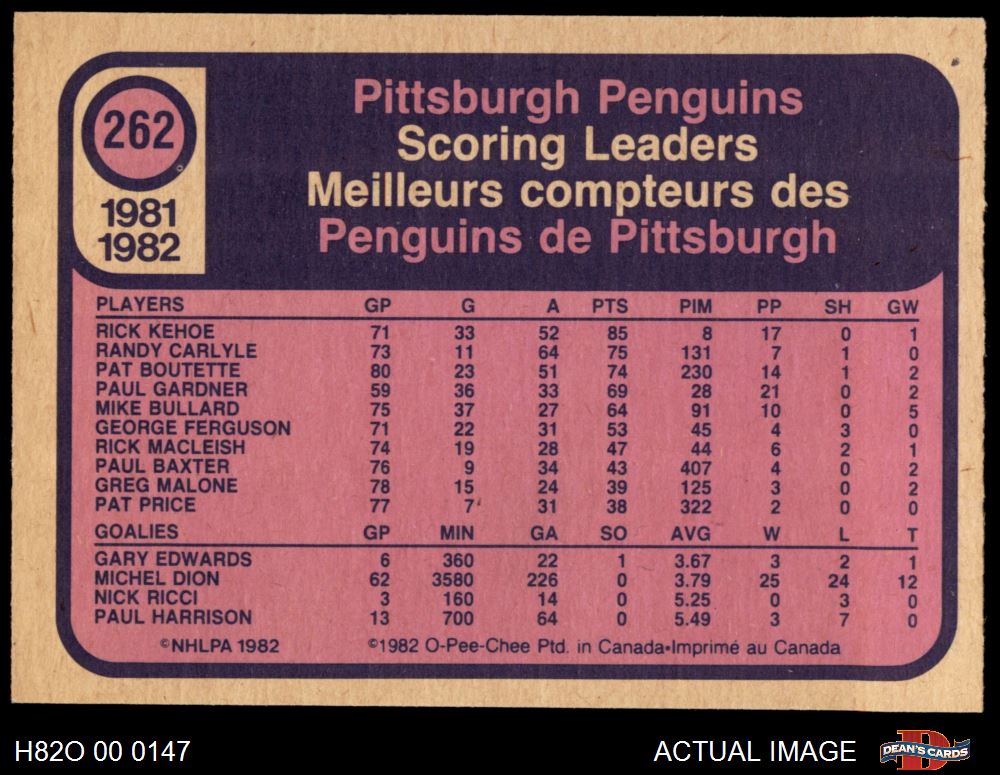 262
1981
1982
Pittsburgh Penguins
Scoring Leaders
Meilleurs compteurs des
Penguins de Pittsburgh
PLAYERS GP G A PTS PIM PP SH GW
RICK KEHOE 71 33 52 85 8 17 0 1
RANDY CARLYLE 73 11 64 75 131 7 1 0
PAT BOUTETTE 80 23 51 74 230 14 1 2
PAUL GARDNER 59 36 33 69 28 21 0 2
MIKE BULLARD 75 37 27 64 91 10 0 5
GEORGE FERGUSON 71 22 31 53 45 4 3 0
RICK MACLEISH 74 19 28 47 44 6 2 1
PAUL BAXTER 76 9 34 43 407 4 0 2
GREG MALONE 78 15 24 39 125 3 0 2
PAT PRICE 77 7 31 38 322 2 0 0
GOALIES GP MIN GA SO AVG W L T
GARY EDWARDS 6 360 22 1 3.67 3 2 1
MICHEL DION 62 3580 226 0 3.79 25 24 12
NICK RICCI 3 160 14 0 5.25 0 3 0
PAUL HARRISON 13 700 64 0 5.49 3 7 0
©NHLPA 1982 ©1982 O-Pee-Chee Ptd. in Canada•Imprimé au Canada
H82O 00 0147 ACTUAL IMAGE DEAN'S CARDS